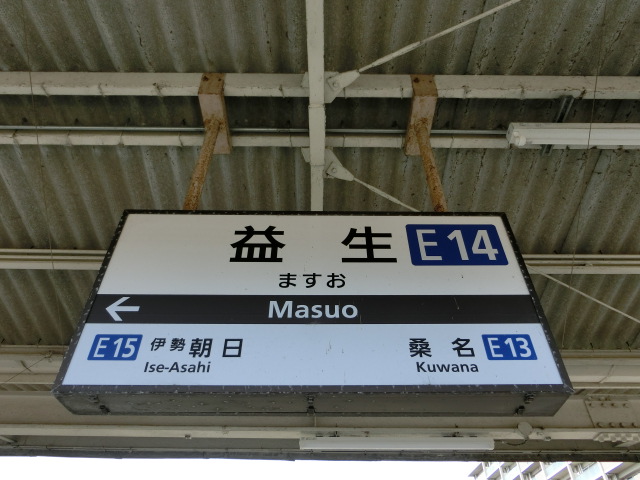 益生 E14
ますお
← Masuo
E15 伊勢朝日 桑名 E13
Ise-Asahi Kuwana